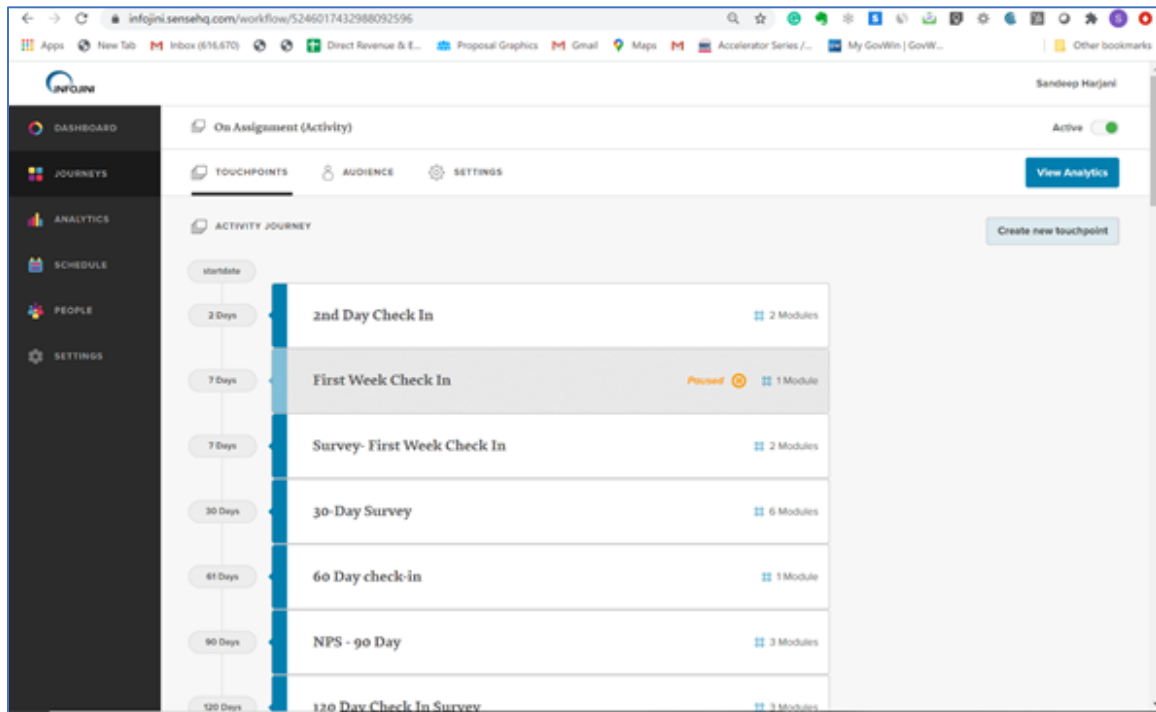 infojini.sensehq.com/workflow/5246017432988092596
Apps New Tab Inbox (616,670) Direct Revenue & E... Proposal Graphics Gmail Maps Accelerator Series /... My GovWin | GovW... Other bookmarks
INFOJINI Sandeep Harjani
DASHBOARD On Assignment (Activity) Active
JOURNEYS TOUCHPOINTS AUDIENCE SETTINGS View Analytics
ANALYTICS ACTIVITY JOURNEY Create new touchpoint
SCHEDULE startdate
PEOPLE 2 Days 2nd Day Check In 2 Modules
SETTINGS
7 Days First Week Check In Paused 1 Module
7 Days Survey- First Week Check In 2 Modules
30 Days 30-Day Survey 6 Modules
61 Days 60 Day check-in 1 Module
90 Days NPS - 90 Day 3 Modules
120 Days 120 Day Check In Survey 3 Modules